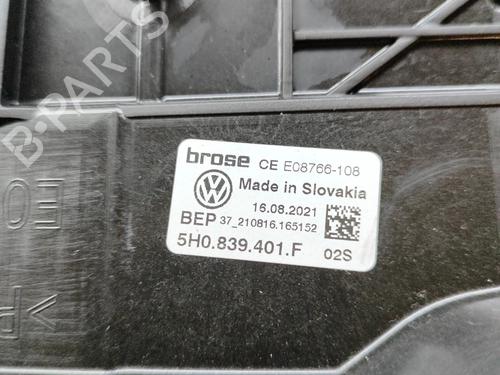 B-PARTS
brose CE E08766-108
Made in Slovakia
16.08.2021
BEP 37_210816.165152
5H0.839.401.F 02S